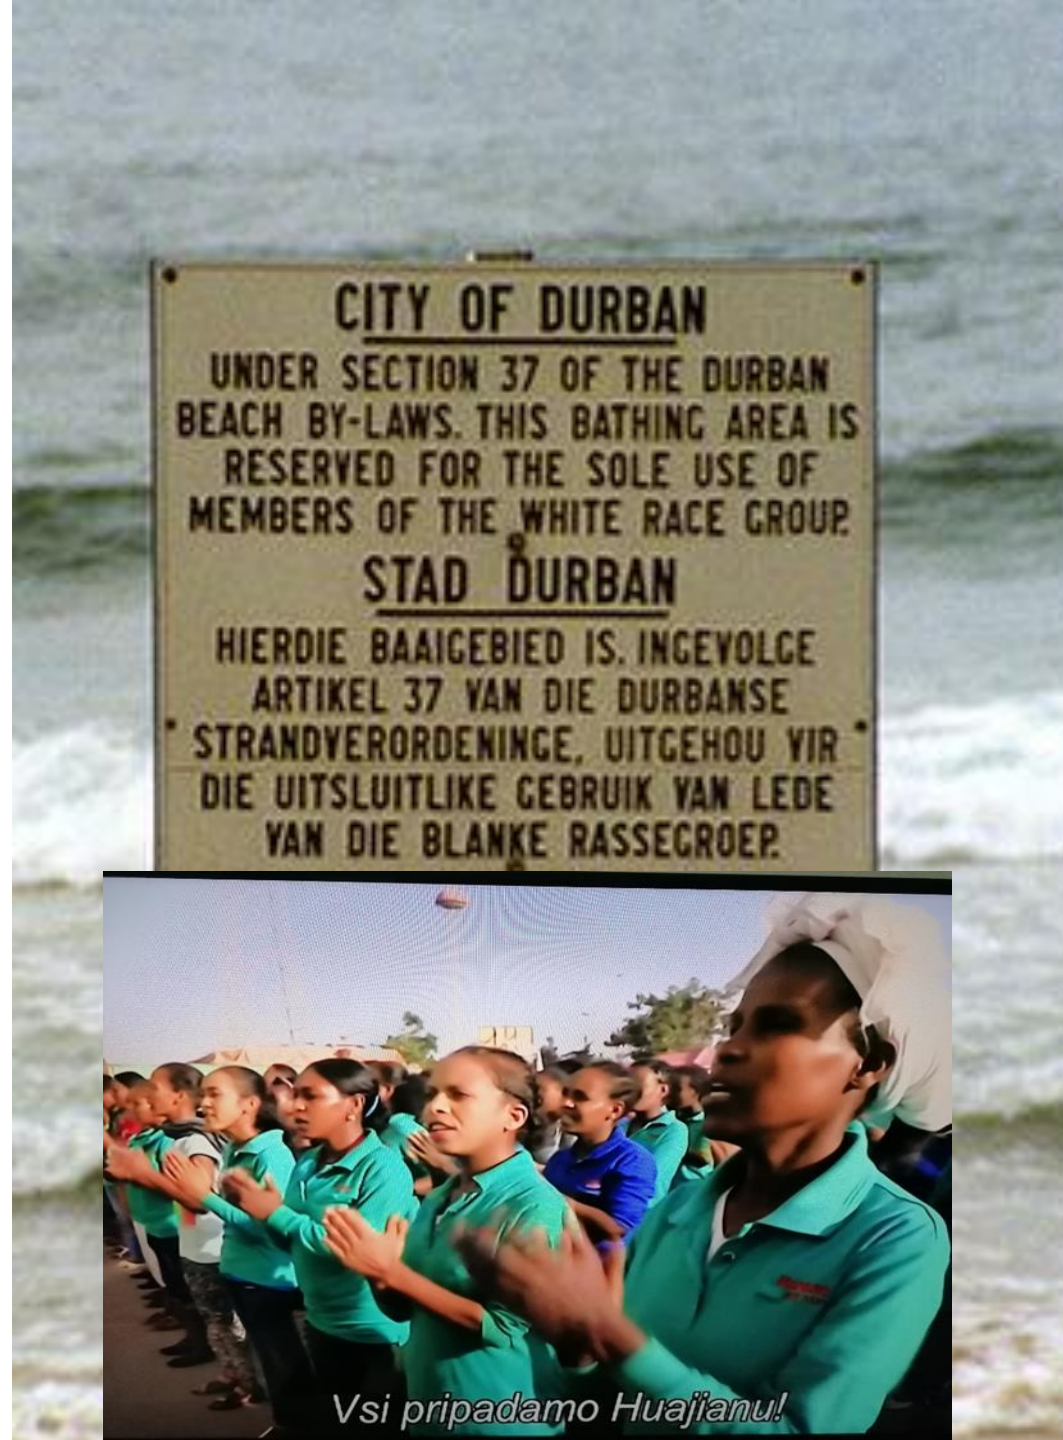 CITY OF DURBAN
UNDER SECTION 37 OF THE DURBAN
BEACH BY-LAWS. THIS BATHING AREA IS
RESERVED FOR THE SOLE USE OF
MEMBERS OF THE WHITE RACE GROUP.
STAD DURBAN
HIERDIE BAAIGEBIED IS. INGEVOLGE
ARTIKEL 37 VAN DIE DURBANSE
STRANDVERORDENINGE, UITGEHOU VIR
DIE UITSLUITLIKE GEBRUIK VAN LEDE
VAN DIE BLANKE RASSEGROEP.
Vsi pripadamo Huajianu!